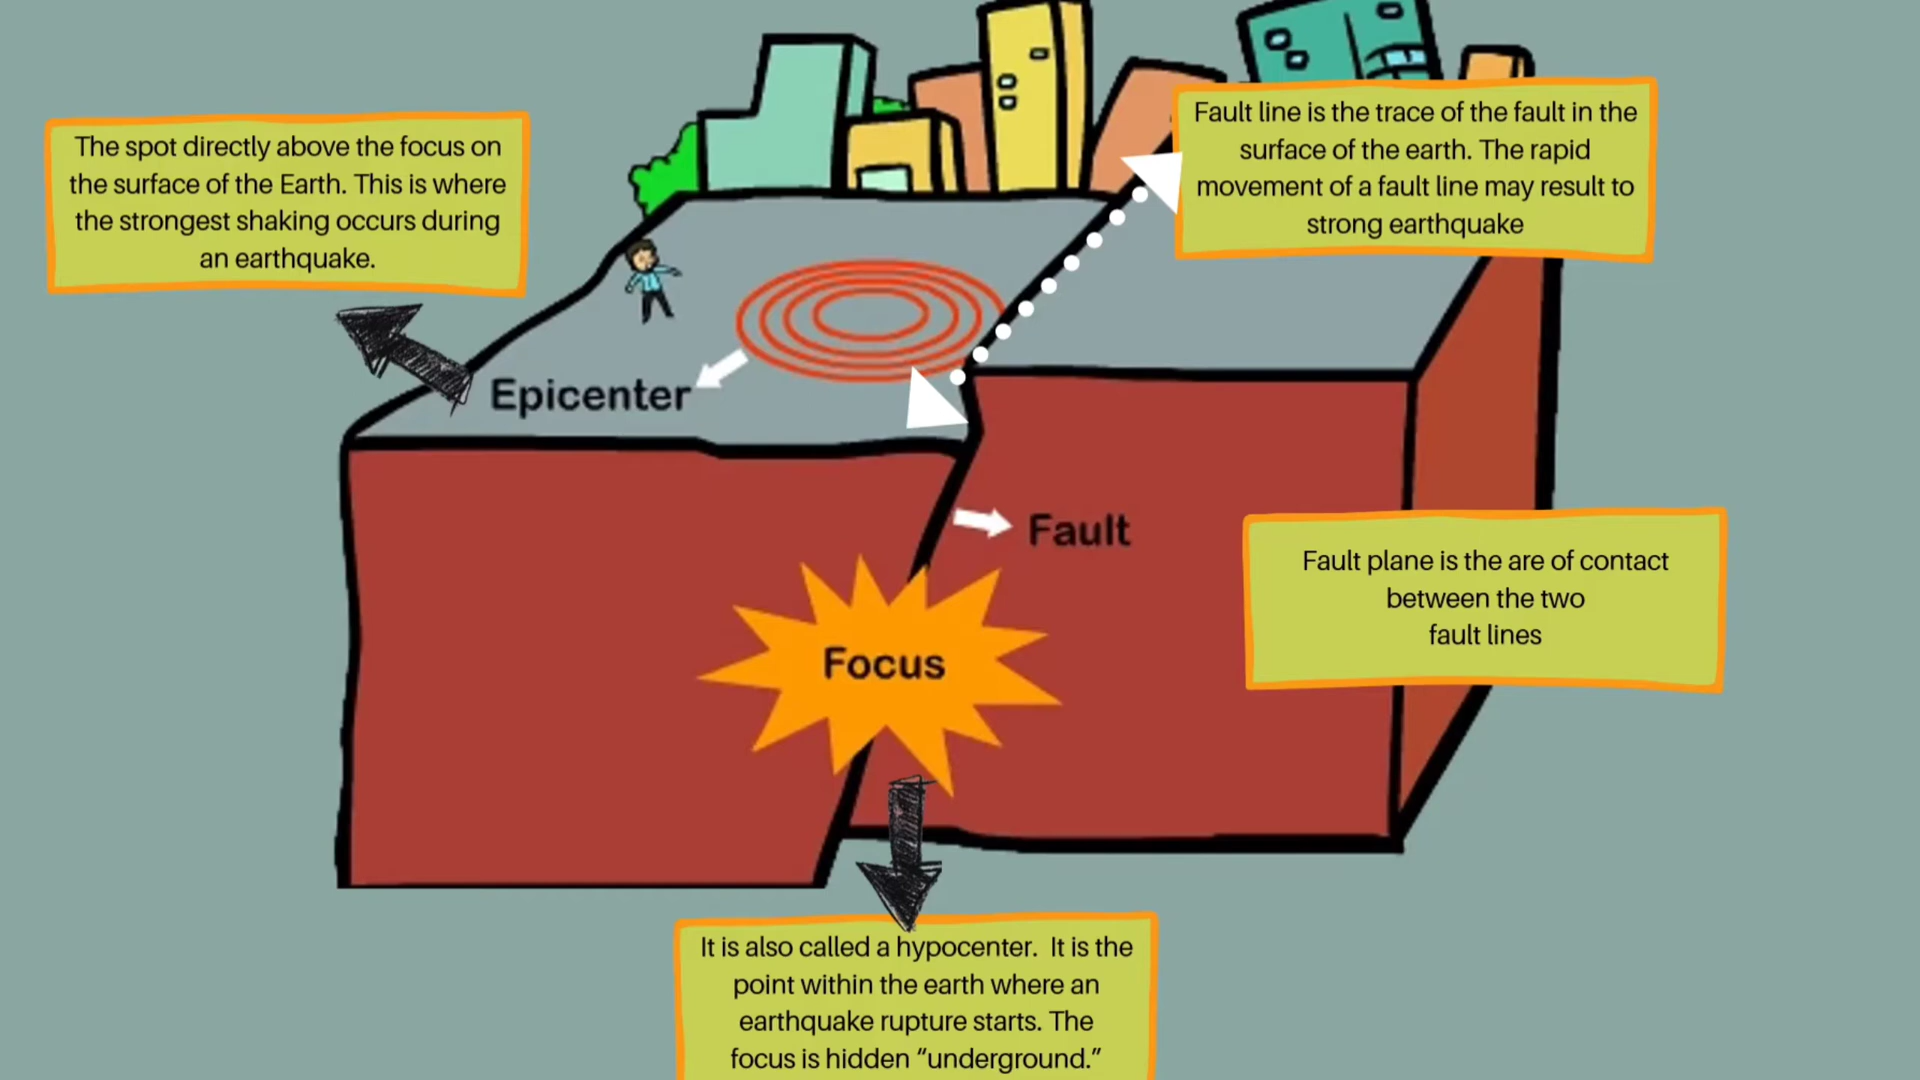 The spot directly above the focus on
the surface of the Earth. This is where
the strongest shaking occurs during
an earthquake.
Fault line is the trace of the fault in the
surface of the earth. The rapid
movement of a fault line may result to
strong earthquake
Epicenter
Fault
Fault plane is the are of contact
between the two
fault lines
Focus
It is also called a hypocenter. It is the
point within the earth where an
earthquake rupture starts. The
focus is hidden “underground.”